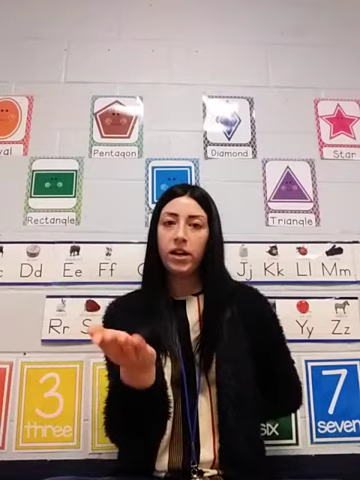 val
Pentagon
Diamond
Star
Rectangle
Triangle
Dd Ee Ff Jj Kk Ll Mm
Rr S Yy Zz
3 7
three six seven